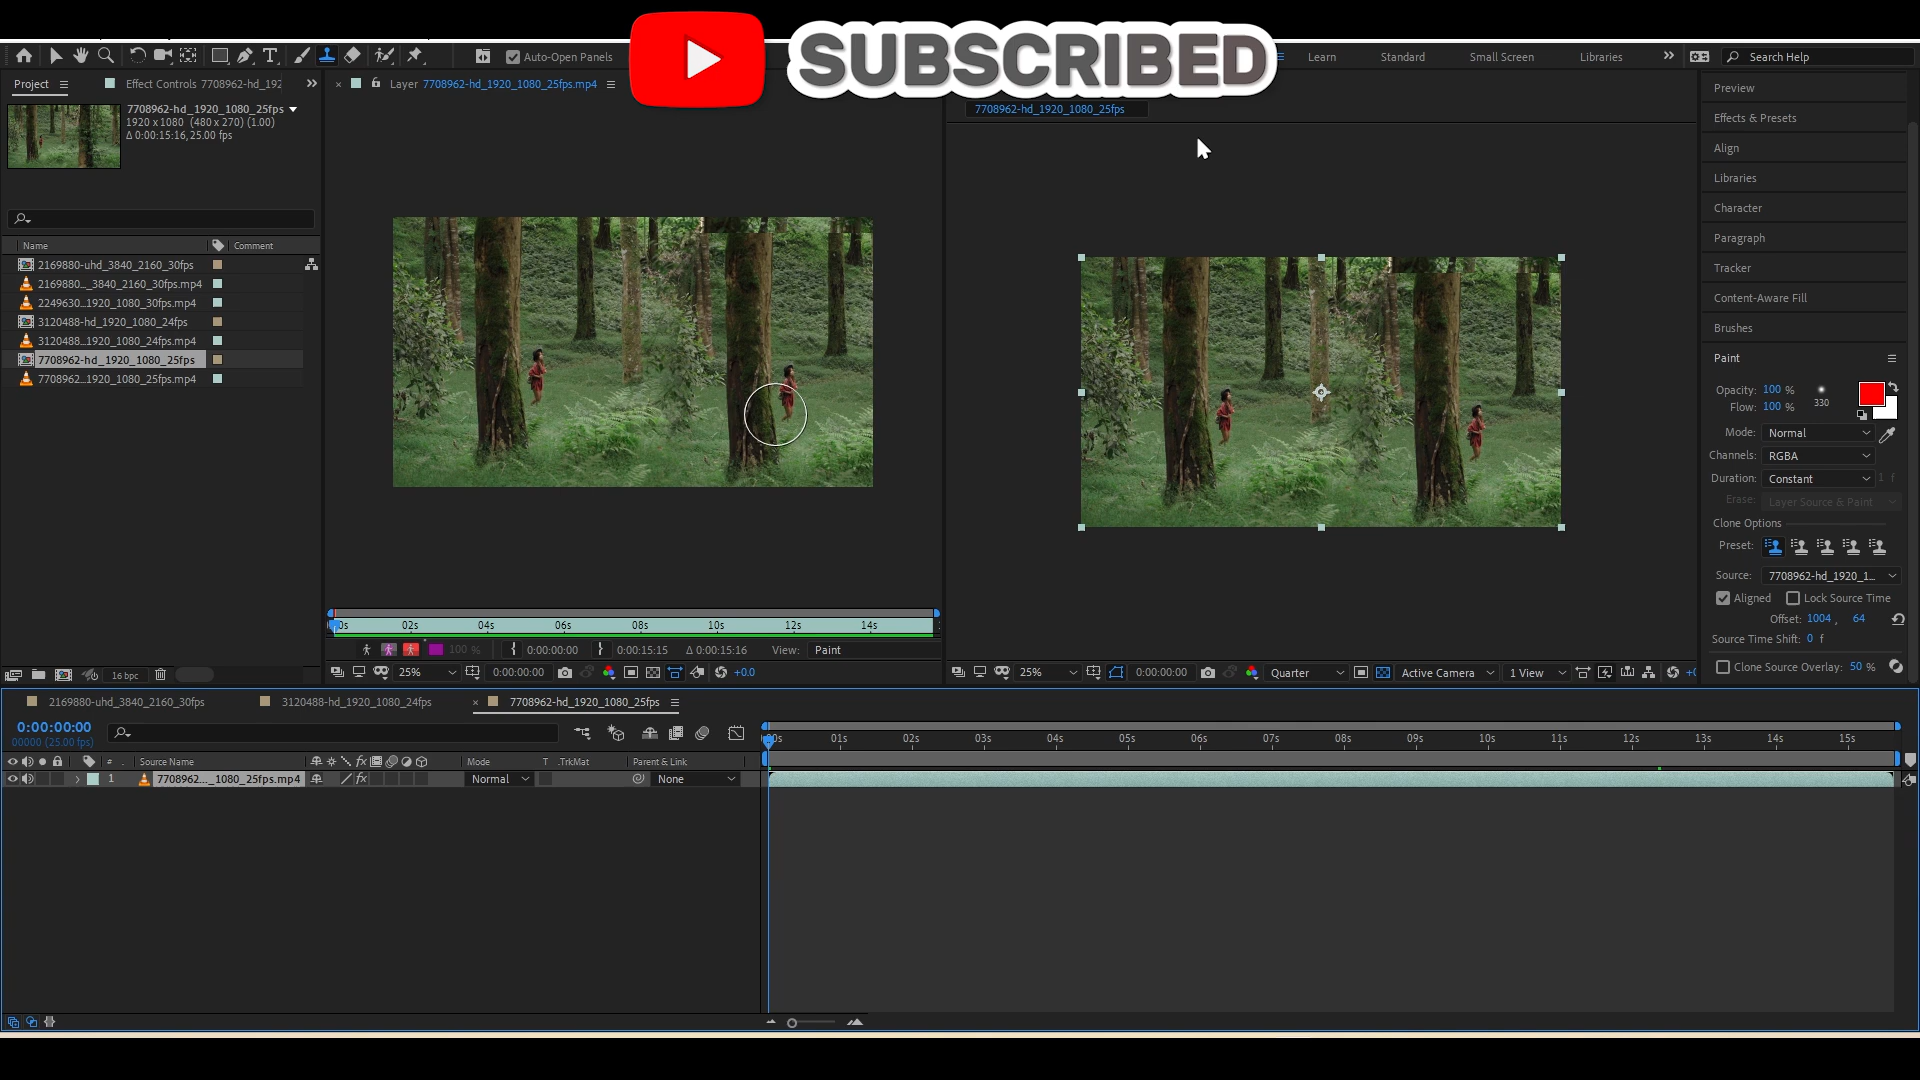 SUBSCRIBED
Auto-Open Panels
Learn
Standard
Small Screen
Libraries
Search Help
Project
Effect Controls 7708962-hd_192
Layer 7708962-hd_1920_1080_25fps.mp4
7708962-hd_1920_1080_25fps
7708962-hd_1920_1080_25fps
1920 x 1080 (480 x 270) (1.00)
Δ 0:00:15:16, 25.00 fps
Name
Comment
2169880-uhd_3840_2160_30fps
2169880..._3840_2160_30fps.mp4
2249630...1920_1080_30fps.mp4
3120488-hd_1920_1080_24fps
3120488...1920_1080_24fps.mp4
7708962-hd_1920_1080_25fps
7708962...1920_1080_25fps.mp4
16 bpc
02s
04s
06s
08s
10s
12s
14s
100 %
0:00:00:00
0:00:15:15
Δ 0:00:15:16
View: Paint
25%
0:00:00:00
+0.0
25%
0:00:00:00
Quarter
Active Camera
1 View
Preview
Effects & Presets
Align
Libraries
Character
Paragraph
Tracker
Content-Aware Fill
Brushes
Paint
Opacity: 100 %
Flow: 100 %
330
Mode: Normal
Channels: RGBA
Duration: Constant 1 f
Erase: Layer Source & Paint
Clone Options
Preset:
Source: 7708962-hd_1920_1...
Aligned
Lock Source Time
Offset: 1004 , 64
Source Time Shift: 0 f
Clone Source Overlay: 50 %
2169880-uhd_3840_2160_30fps
3120488-hd_1920_1080_24fps
7708962-hd_1920_1080_25fps
0:00:00:00
00000 (25.00 fps)
01s
02s
03s
04s
05s
06s
07s
08s
09s
10s
11s
12s
13s
14s
15s
# Source Name
Mode
T .TrkMat
Parent & Link
1 7708962..._1080_25fps.mp4
Normal
None